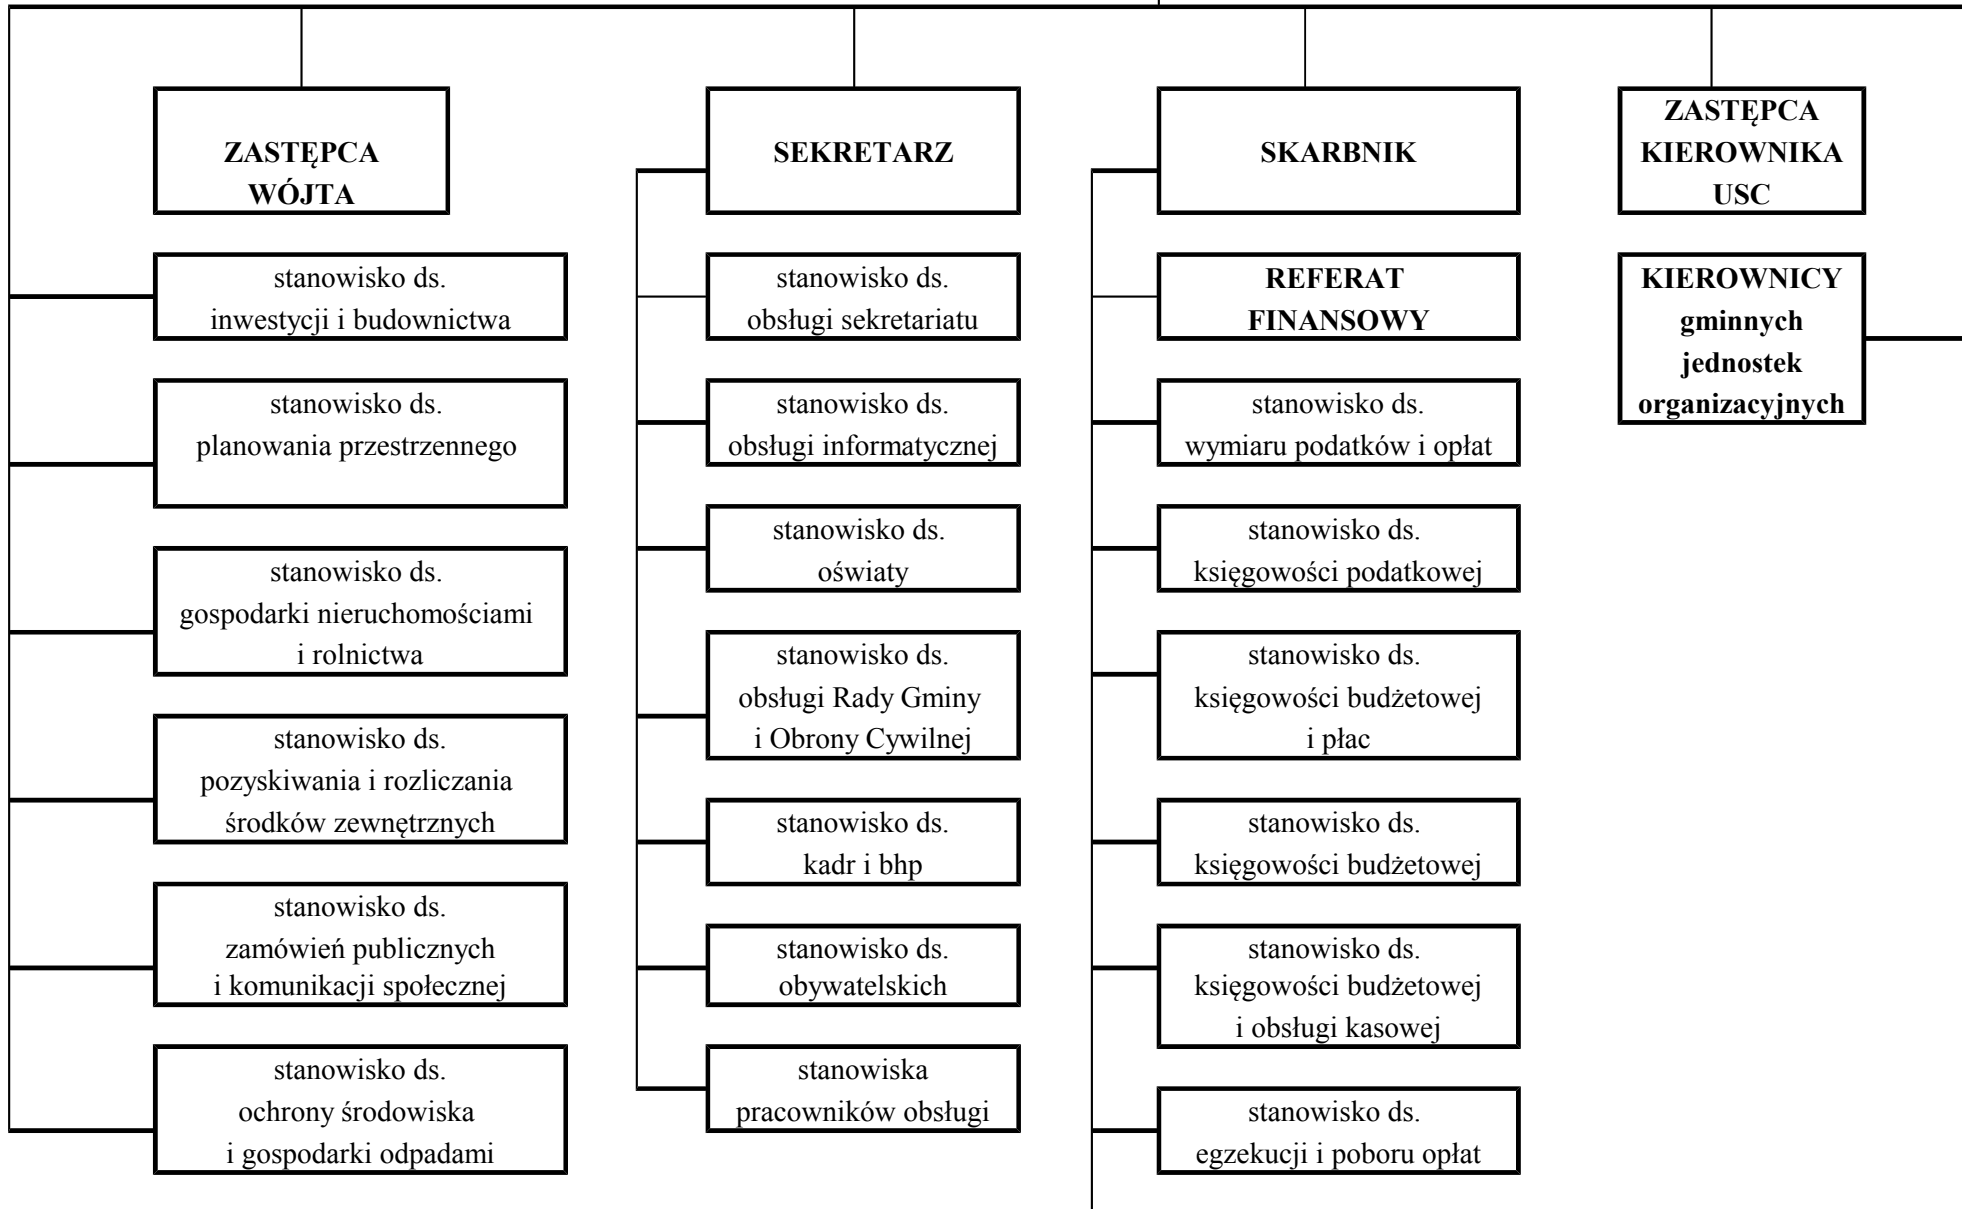 ZASTĘPCA
WÓJTA
stanowisko ds.
inwestycji i budownictwa
stanowisko ds.
planowania przestrzennego
stanowisko ds.
gospodarki nieruchomościami
i rolnictwa
stanowisko ds.
pozyskiwania i rozliczania
środków zewnętrznych
stanowisko ds.
zamówień publicznych
i komunikacji społecznej
stanowisko ds.
ochrony środowiska
i gospodarki odpadami
SEKRETARZ
stanowisko ds.
obsługi sekretariatu
stanowisko ds.
obsługi informatycznej
stanowisko ds.
oświaty
stanowisko ds.
obsługi Rady Gminy
i Obrony Cywilnej
stanowisko ds.
kadr i bhp
stanowisko ds.
obywatelskich
stanowiska
pracowników obsługi
SKARBNIK
REFERAT
FINANSOWY
stanowisko ds.
wymiaru podatków i opłat
stanowisko ds.
księgowości podatkowej
stanowisko ds.
księgowości budżetowej
i płac
stanowisko ds.
księgowości budżetowej
stanowisko ds.
księgowości budżetowej
i obsługi kasowej
stanowisko ds.
egzekucji i poboru opłat
ZASTĘPCA
KIEROWNIKA
USC
KIEROWNICY
gminnych
jednostek
organizacyjnych